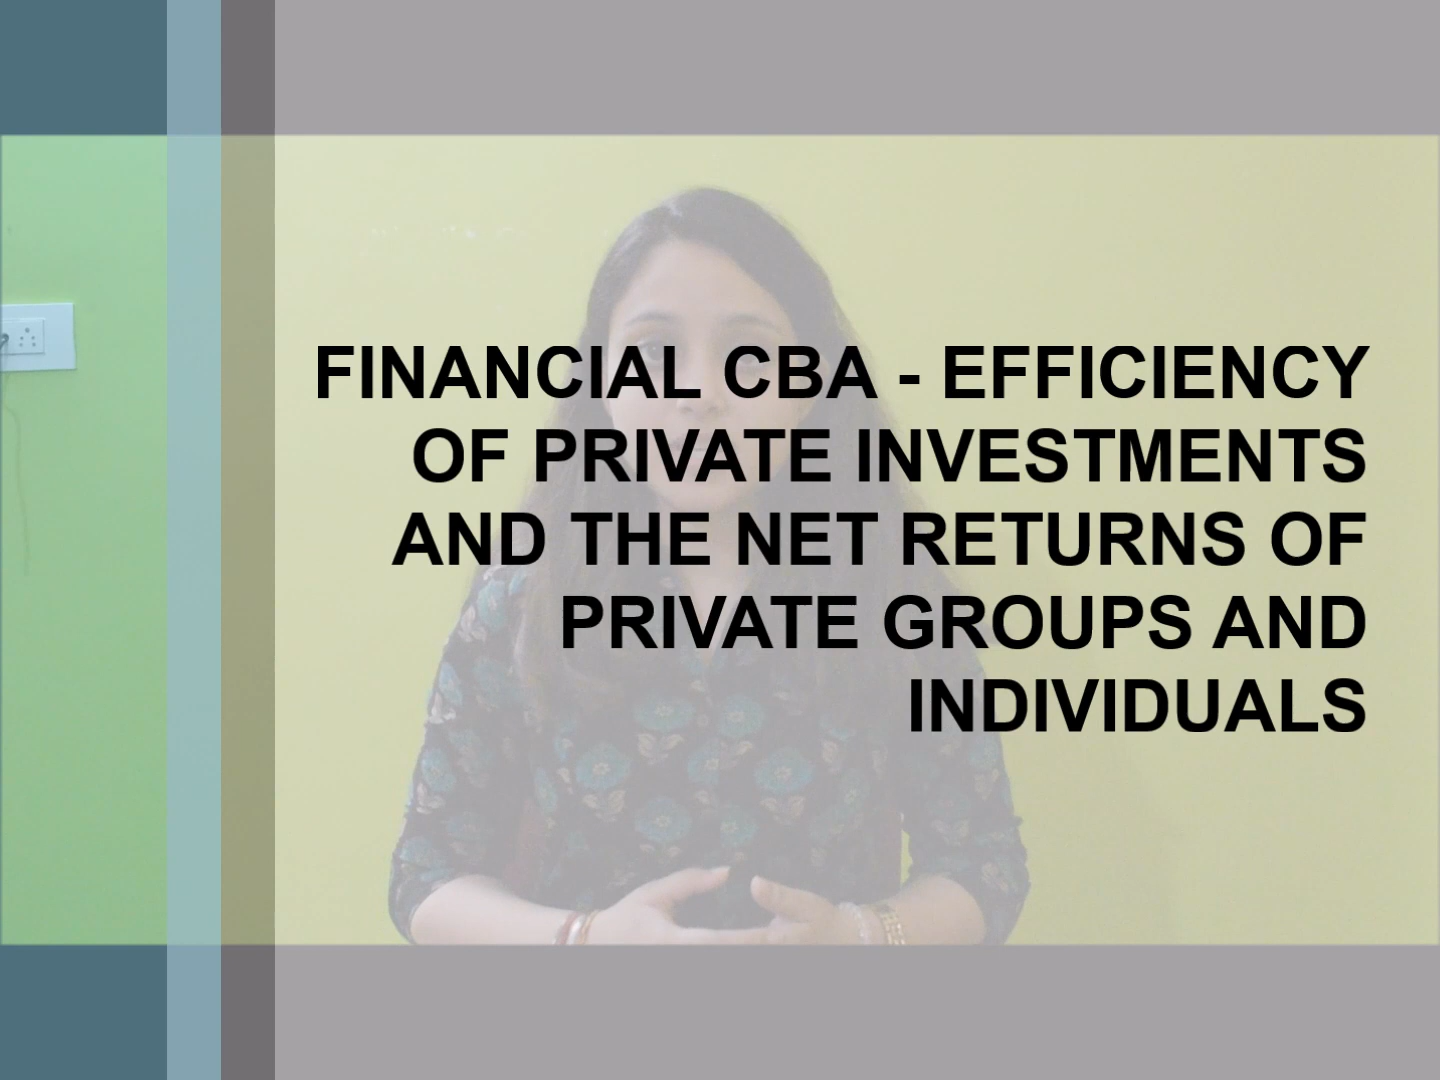 FINANCIAL CBA - EFFICIENCY
OF PRIVATE INVESTMENTS
AND THE NET RETURNS OF
PRIVATE GROUPS AND
INDIVIDUALS